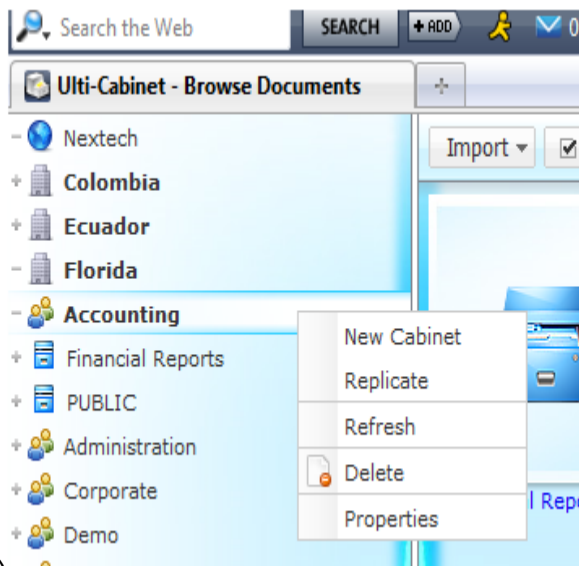 Search the Web SEARCH + ADD 0
Ulti-Cabinet - Browse Documents
Nextech
Import
Colombia
Ecuador
Florida
Accounting
New Cabinet
Financial Reports
Replicate
PUBLIC
Refresh
Administration
Delete
Corporate
Properties
Demo